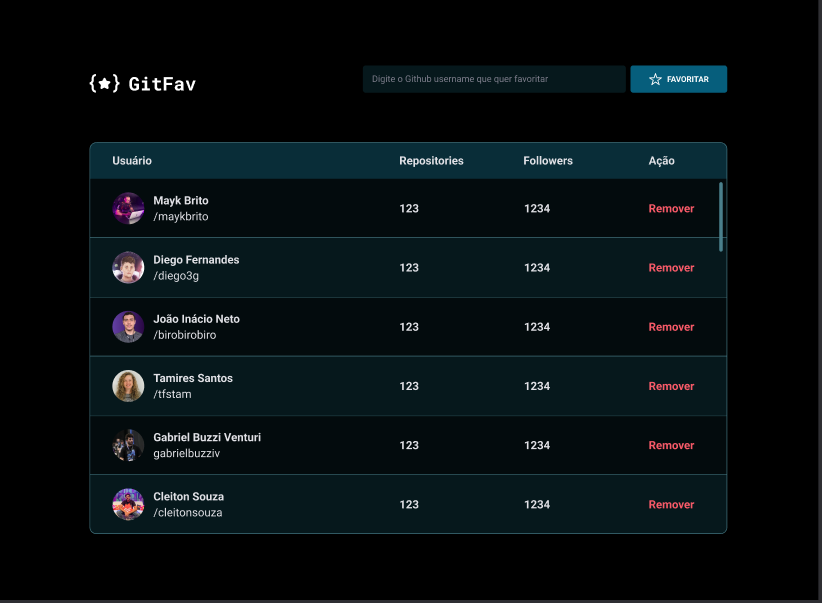 {★} GitFav
Digite o Github username que quer favoritar
FAVORITAR
Usuário Repositories Followers Ação
Mayk Brito
/maykbrito
123 1234 Remover
Diego Fernandes
/diego3g
123 1234 Remover
João Inácio Neto
/birobirobiro
123 1234 Remover
Tamires Santos
/tfstam
123 1234 Remover
Gabriel Buzzi Venturi
gabrielbuzziv
123 1234 Remover
Cleiton Souza
/cleitonsouza
123 1234 Remover